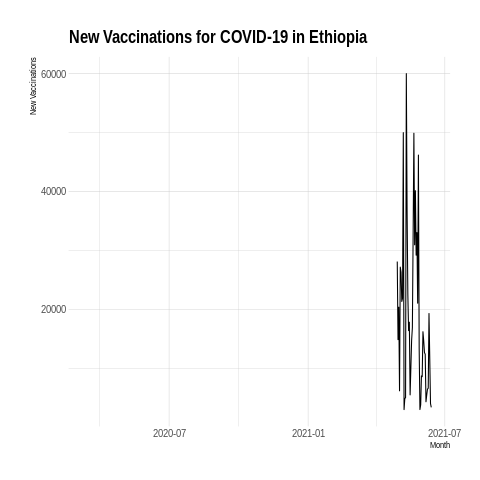 New Vaccinations for COVID-19 in Ethiopia
New Vaccinations
60000
40000
20000
2020-07
2021-01
2021-07
Month